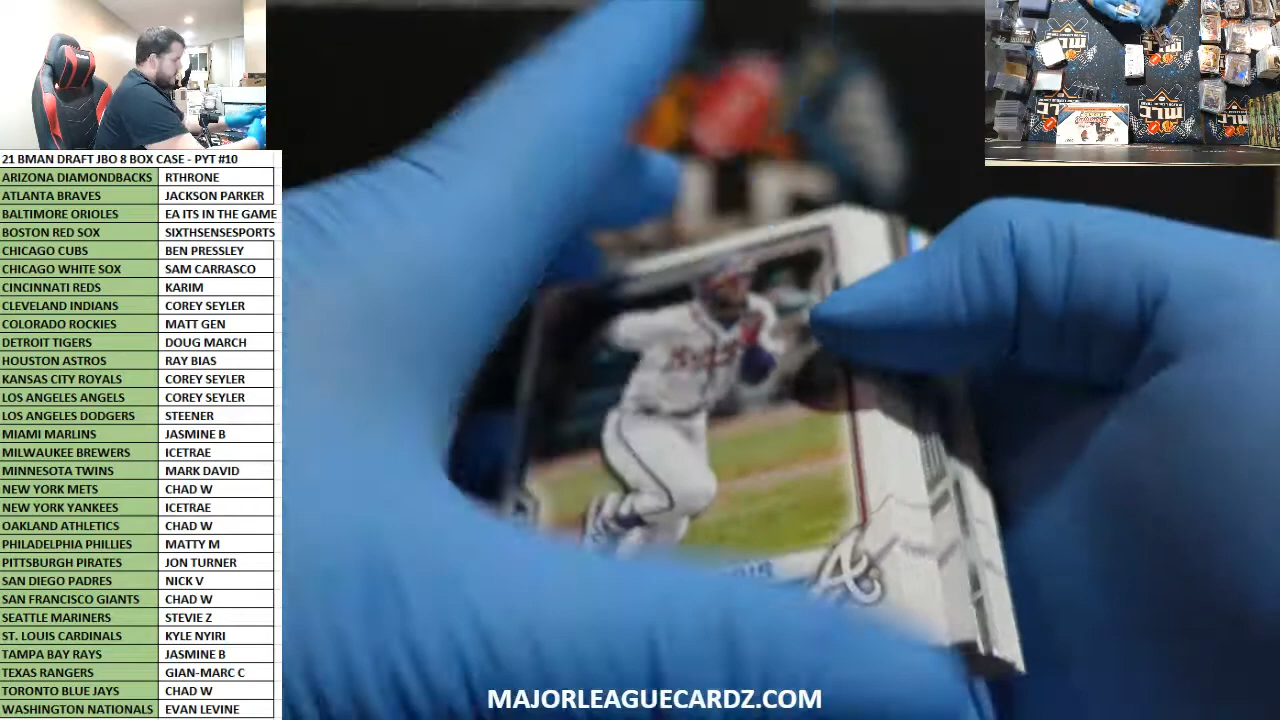 21 BMAN DRAFT JBO 8 BOX CASE - PYT #10
ARIZONA DIAMONDBACKS RTHRONE
ATLANTA BRAVES JACKSON PARKER
BALTIMORE ORIOLES EA ITS IN THE GAME
BOSTON RED SOX SIXTHSENSESPORTS
CHICAGO CUBS BEN PRESSLEY
CHICAGO WHITE SOX SAM CARRASCO
CINCINNATI REDS KARIM
CLEVELAND INDIANS COREY SEYLER
COLORADO ROCKIES MATT GEN
DETROIT TIGERS DOUG MARCH
HOUSTON ASTROS RAY BIAS
KANSAS CITY ROYALS COREY SEYLER
LOS ANGELES ANGELS COREY SEYLER
LOS ANGELES DODGERS STEENER
MIAMI MARLINS JASMINE B
MILWAUKEE BREWERS ICETRAE
MINNESOTA TWINS MARK DAVID
NEW YORK METS CHAD W
NEW YORK YANKEES ICETRAE
OAKLAND ATHLETICS CHAD W
PHILADELPHIA PHILLIES MATTY M
PITTSBURGH PIRATES JON TURNER
SAN DIEGO PADRES NICK V
SAN FRANCISCO GIANTS CHAD W
SEATTLE MARINERS STEVIE Z
ST. LOUIS CARDINALS KYLE NYIRI
TAMPA BAY RAYS JASMINE B
TEXAS RANGERS GIAN-MARC C
TORONTO BLUE JAYS CHAD W
WASHINGTON NATIONALS EVAN LEVINE
MAJORLEAGUECARDZ.COM